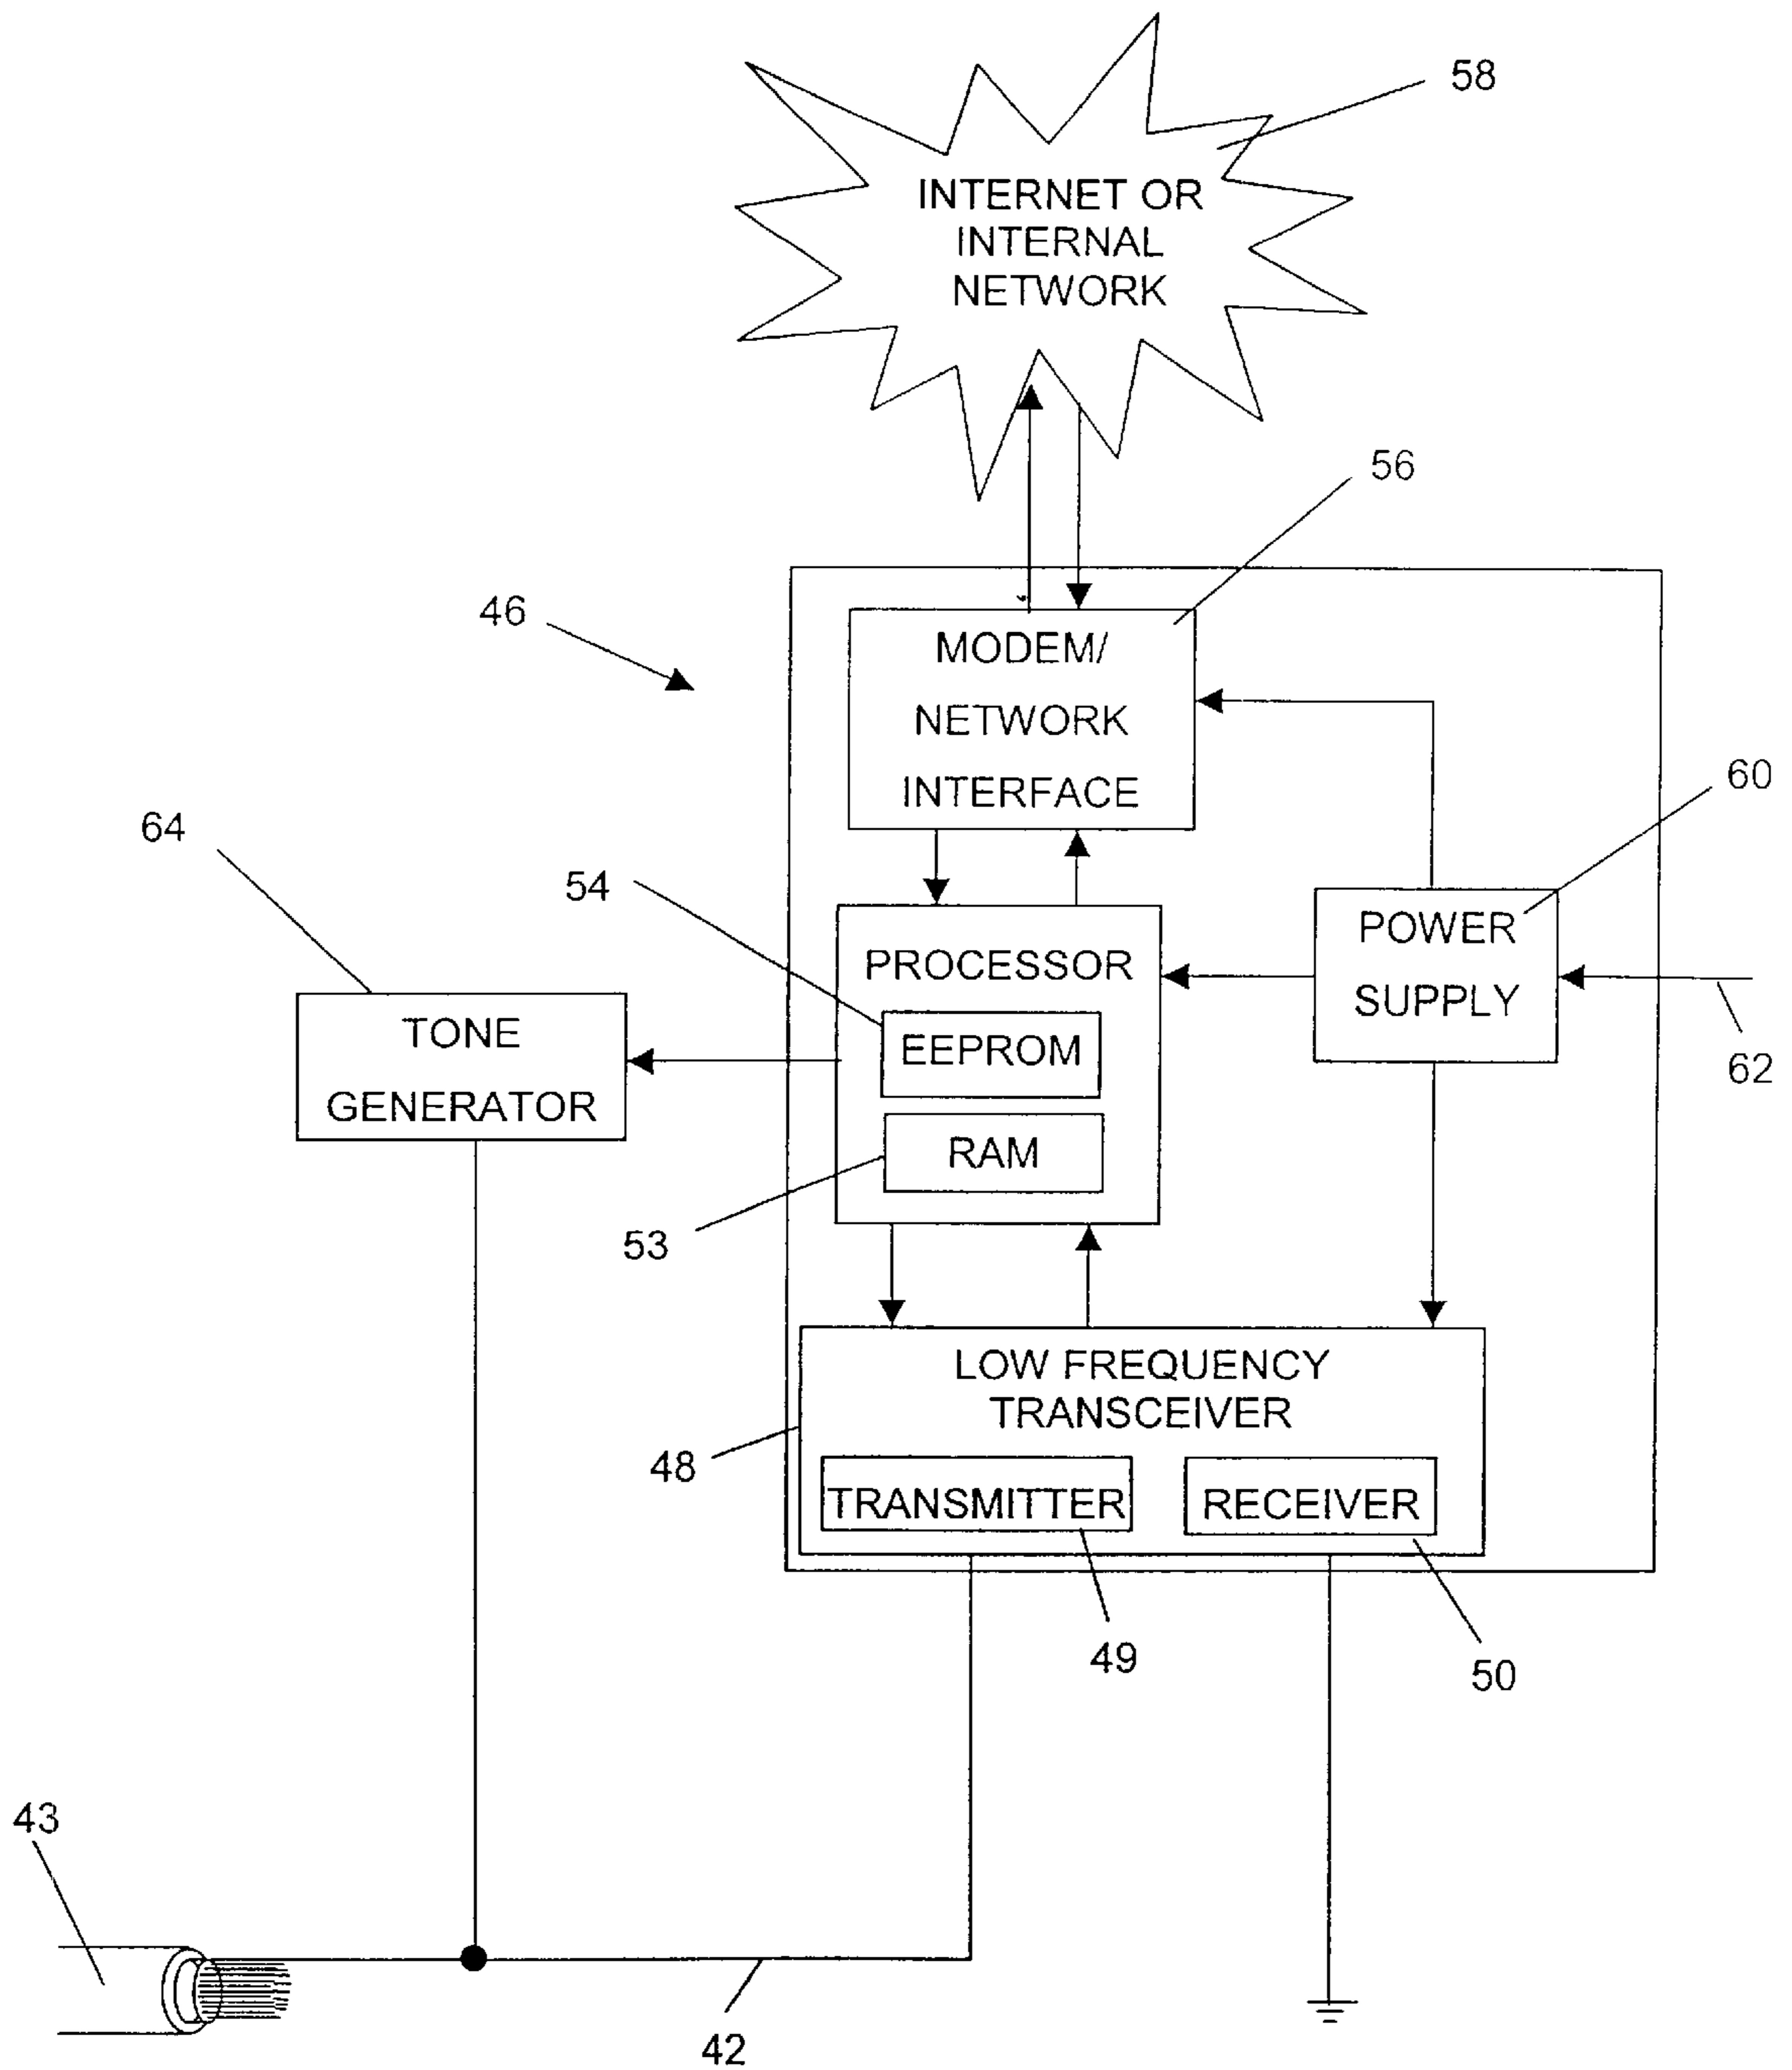 58
INTERNET OR
INTERNAL
NETWORK
56
46
MODEM/
NETWORK
INTERFACE
60
64
54
POWER
SUPPLY
PROCESSOR
TONE
GENERATOR
EEPROM
62
RAM
53
LOW FREQUENCY
TRANSCEIVER
48
TRANSMITTER
RECEIVER
49
50
43
42